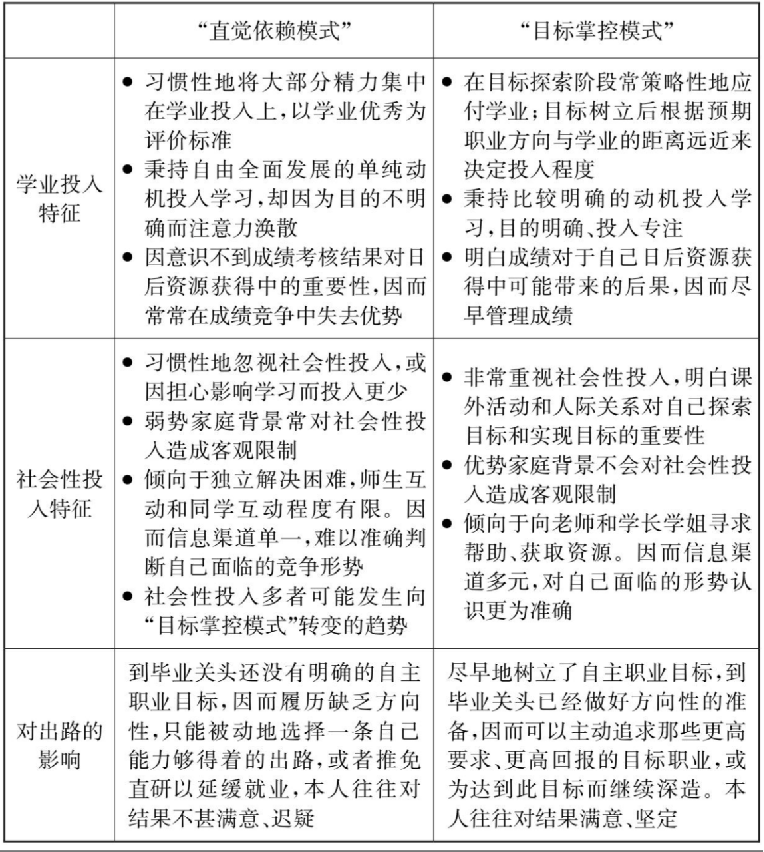 “直觉依赖模式”
“目标掌控模式”
学业投入
特征
● 习惯性地将大部分精力集中
在学业投入上,以学业优秀为
评价标准
● 秉持自由全面发展的单纯动
机投入学习,却因为目的不明
确而注意力涣散
● 因意识不到成绩考核结果对日
后资源获得中的重要性,因而
常常在成绩竞争中失去优势
● 在目标探索阶段常策略性地应
付学业;目标树立后根据预期
职业方向与学业的距离远近来
决定投入程度
● 秉持比较明确的动机投入学
习,目的明确、投入专注
● 明白成绩对于自己日后资源获
得中可能带来的后果,因而尽
早管理成绩
社会性投
入特征
● 习惯性地忽视社会性投入,或
因担心影响学习而投入更少
● 弱势家庭背景常对社会性投
入造成客观限制
● 倾向于独立解决困难,师生互
动和同学互动程度有限。因
而信息渠道单一,难以准确判
断自己面临的竞争形势
● 社会性投入多者可能发生向
“目标掌控模式”转变的趋势
● 非常重视社会性投入,明白课
外活动和人际关系对自己探索
目标和实现目标的重要性
● 优势家庭背景不会对社会性投
入造成客观限制
● 倾向于向老师和学长学姐寻求
帮助、获取资源。因而信息渠
道多元,对自己面临的形势认
识更为准确
对出路的
影响
到毕业关头还没有明确的自主
职业目标,因而履历缺乏方向
性,只能被动地选择一条自己
能力够得着的出路,或者推免
直研以延缓就业,本人往往对
结果不甚满意、迟疑
尽早地树立了自主职业目标,到
毕业关头已经做好方向性的准
备,因而可以主动追求那些更高
要求、更高回报的目标职业,或
为达到此目标而继续深造。本
人往往对结果满意、坚定